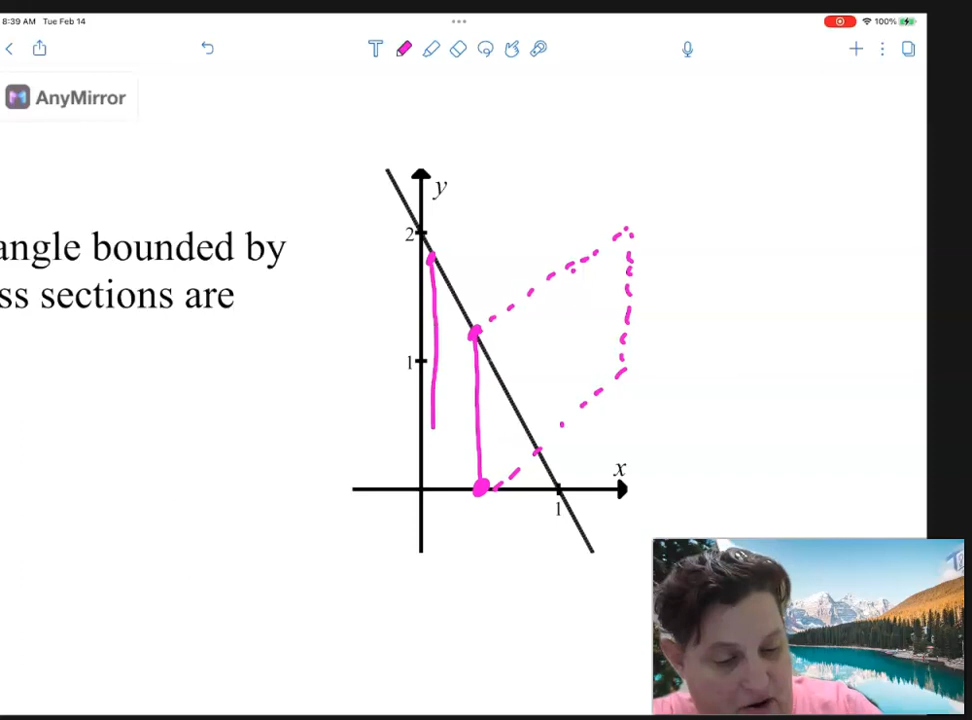 8:39 AM Tue Feb 14
100%
AnyMirror
y
2
angle bounded by
ss sections are
1
x
1